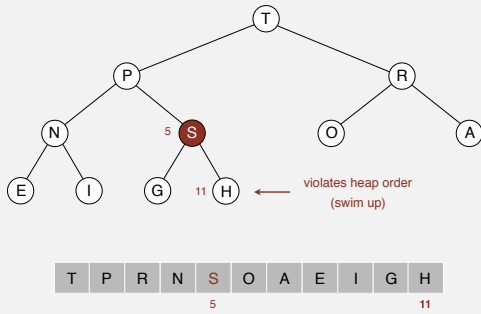 T
P R
N 5 S O A
E I G 11 H violates heap order
(swim up)
T P R N S O A E I G H
5 11